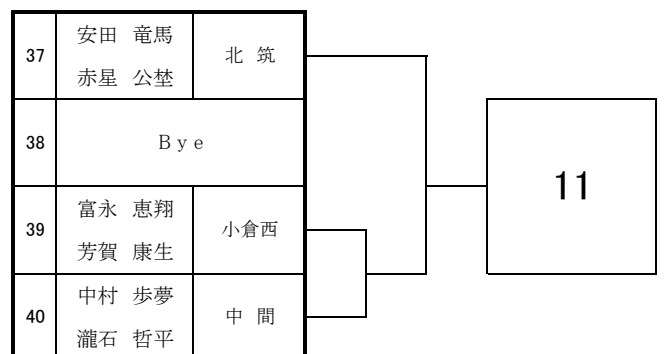 37 安田 竜馬 北 筑
赤星 公埜
38 Bye
39 富永 恵翔 小倉西
芳賀 康生
40 中村 歩夢 中 間
瀧石 哲平
11